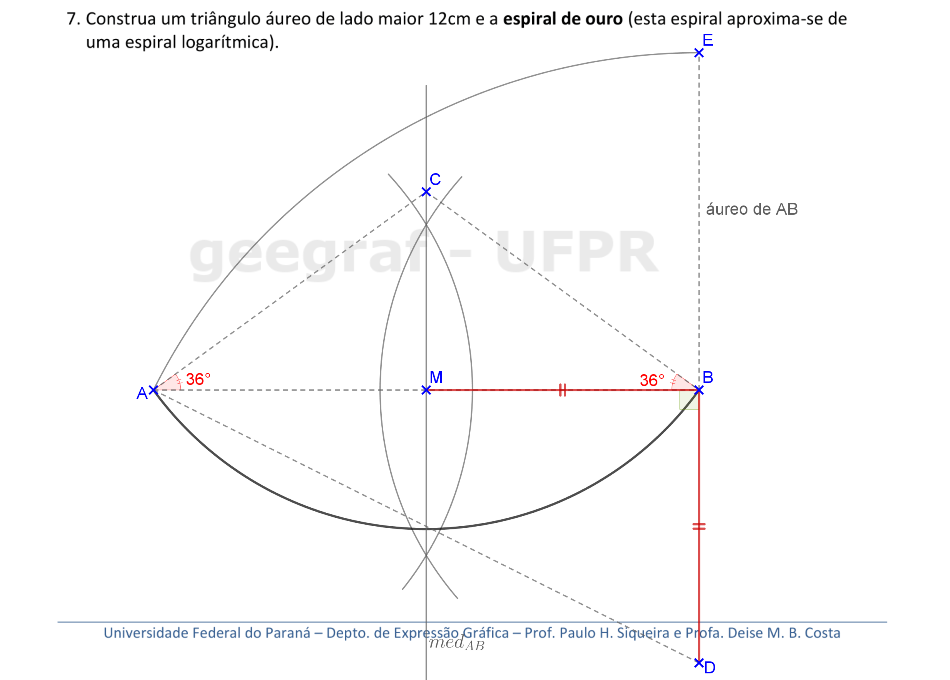 7. Construa um triângulo áureo de lado maior 12cm e a espiral de ouro (esta espiral aproxima-se de
uma espiral logarítmica).
E
C
áureo de AB
geegraf - UFPR
A
36°
M
36°
B
Universidade Federal do Paraná – Depto. de Expressão Gráfica – Prof. Paulo H. Siqueira e Profa. Deise M. B. Costa
med_AB
D